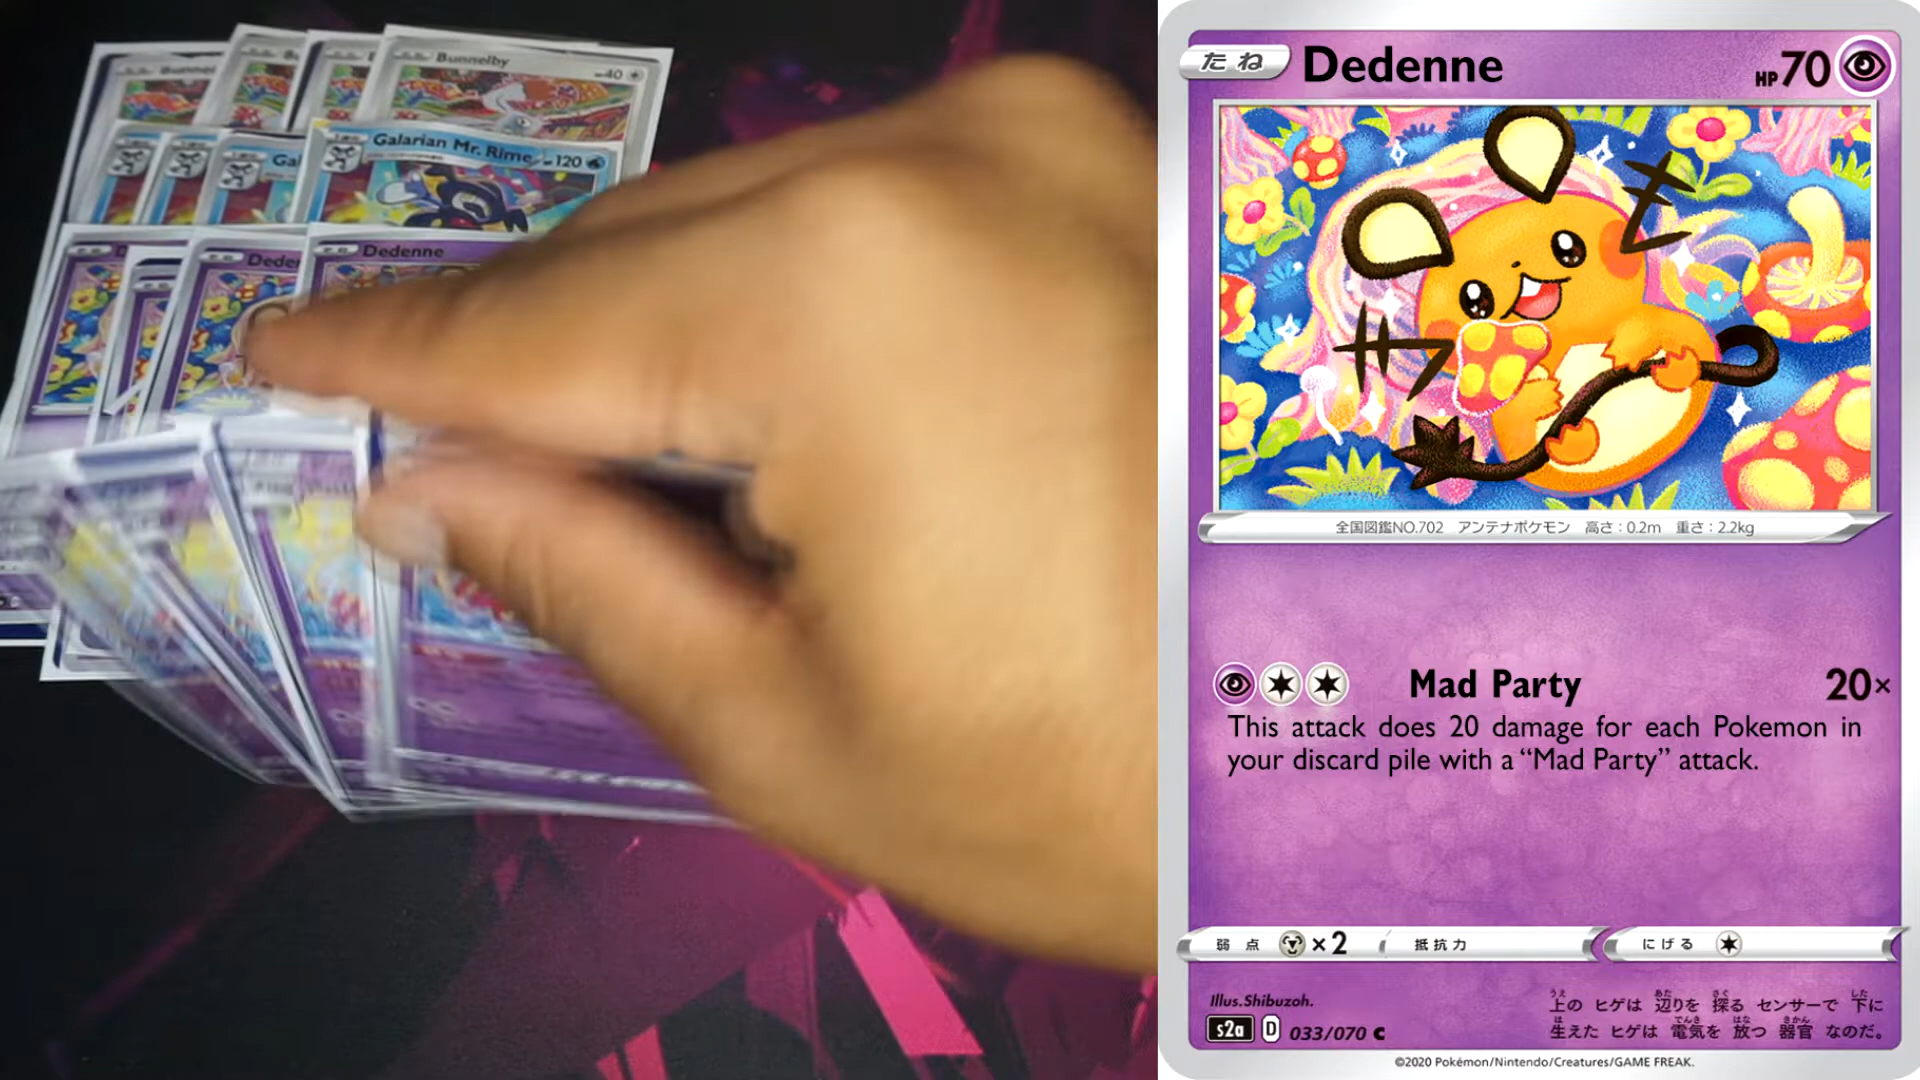 Bunnelby
40
Galarian Mr. Rime
120
Dedenne
たね Dedenne HP 70
全国図鑑NO.702 アンテナポケモン 高さ:0.2m 重さ:2.2kg
Mad Party 20×
This attack does 20 damage for each Pokemon in
your discard pile with a “Mad Party” attack.
弱点 ×2 抵抗力 にげる
Illus.Shibuzoh.
s2a D 033/070 C
上のヒゲは 辺りを 探る センサーで 下に
生えた ヒゲは 電気を 放つ 器官 なのだ。
©2020 Pokémon/Nintendo/Creatures/GAME FREAK.